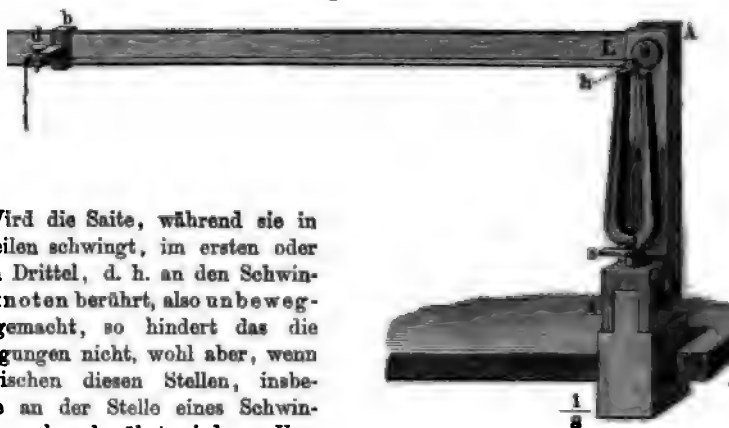 b
d
L
A
h
s
Wird die Saite, während sie in
eilen schwingt, im ersten oder
Drittel, d. h. an den Schwin-
knoten berührt, also unbeweg-
gemacht, so hindert das die
gungen nicht, wohl aber, wenn
ischen diesen Stellen, insbe-
e an der Stelle eines Schwin-
1
8